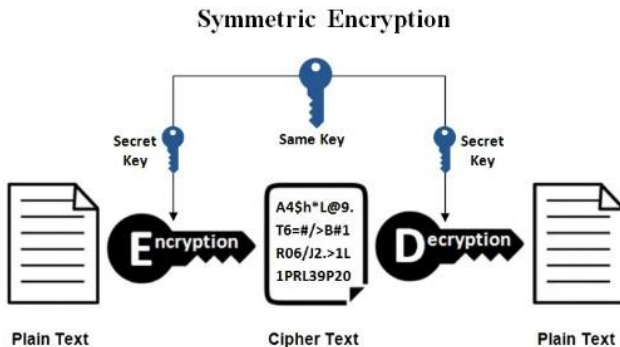 Symmetric Encryption
Secret
Key
Same Key
Secret
Key
A4$h*L@9.
T6=#/>B#1
R06/J2.>1L
1PRL39P20
Encryption
Decryption
Plain Text
Cipher Text
Plain Text